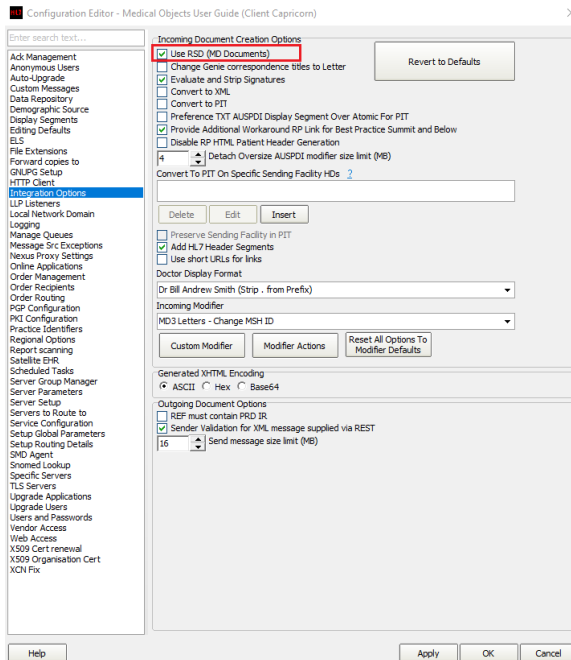 Configuration Editor - Medical Objects User Guide (Client Capricorn)
Enter search text...
Ack Management
Anonymous Users
Auto-Upgrade
Custom Messages
Data Repository
Demographic Source
Display Segments
Editing Defaults
ELS
File Extensions
Forward copies to
GNUPG Setup
HTTP Client
Integration Options
LLP Listeners
Local Network Domain
Logging
Manage Queues
Message Src Exceptions
Nexus Proxy Settings
Online Applications
Order Management
Order Recipients
Order Routing
PGP Configuration
PKI Configuration
Practice Identifiers
Regional Options
Report scanning
Satellite EHR
Scheduled Tasks
Server Group Manager
Server Parameters
Server Setup
Servers to Route to
Service Configuration
Setup Global Parameters
Setup Routing Details
SMD Agent
Snomed Lookup
Specific Servers
TLS Servers
Upgrade Applications
Upgrade Users
Users and Passwords
Vendor Access
Web Access
X509 Cert renewal
X509 Organisation Cert
XCN Fix
Incoming Document Creation Options
Use RSD (MD Documents)
Revert to Defaults
Change Genie correspondence titles to Letter
Evaluate and Strip Signatures
Convert to XML
Convert to PIT
Preference TXT AUSPDI Display Segment Over Atomic For PIT
Provide Additional Workaround RP Link for Best Practice Summit and Below
Disable RP HTML Patient Header Generation
4 Detach Oversize AUSPDI modifier size limit (MB)
Convert To PIT On Specific Sending Facility HDs ?
Delete Edit Insert
Preserve Sending Facility in PIT
Add HL7 Header Segments
Use short URLs for links
Doctor Display Format
Dr Bill Andrew Smith (Strip . from Prefix)
Incoming Modifier
MD3 Letters - Change MSH ID
Custom Modifier Modifier Actions Reset All Options To
Modifier Defaults
Generated XHTML Encoding
ASCII Hex Base64
Outgoing Document Options
REF must contain PRD IR
Sender Validation for XML message supplied via REST
16 Send message size limit (MB)
Help Apply OK Cancel